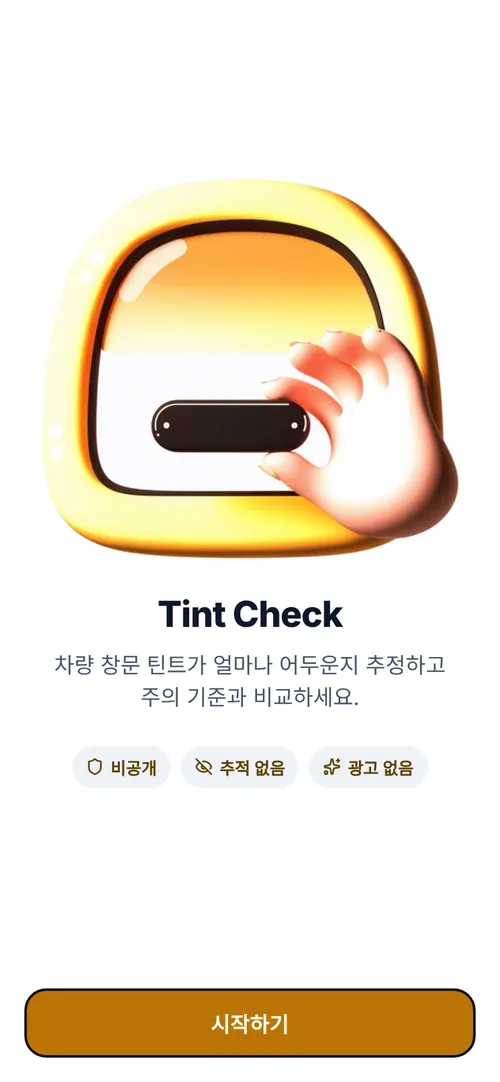 Tint Check
차량 창문 틴트가 얼마나 어두운지 추정하고
주의 기준과 비교하세요.
비공개
추적 없음
광고 없음
시작하기